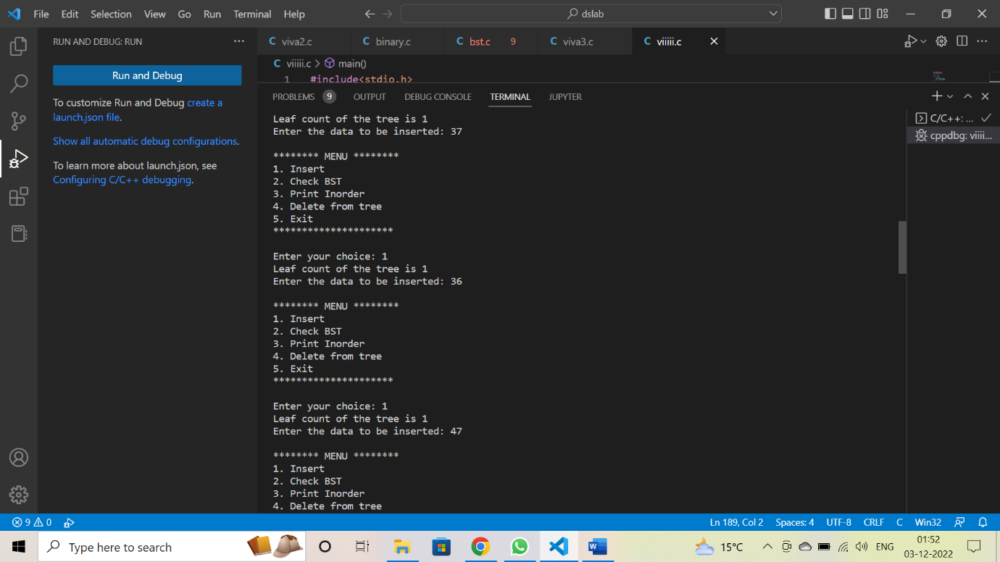 File Edit Selection View Go Run Terminal Help dslab
RUN AND DEBUG: RUN ...
Run and Debug
To customize Run and Debug create a
launch.json file.
Show all automatic debug configurations.
To learn more about launch.json, see
Configuring C/C++ debugging.
C viva2.c C binary.c C bst.c 9 C viva3.c C viiiii.c
C viiiii.c > main()
1 #include<stdio.h>
PROBLEMS 9 OUTPUT DEBUG CONSOLE TERMINAL JUPYTER
C/C++: ...
cppdbg: viiii...
Leaf count of the tree is 1
Enter the data to be inserted: 37
******** MENU ********
1. Insert
2. Check BST
3. Print Inorder
4. Delete from tree
5. Exit
*********************
Enter your choice: 1
Leaf count of the tree is 1
Enter the data to be inserted: 36
******** MENU ********
1. Insert
2. Check BST
3. Print Inorder
4. Delete from tree
5. Exit
*********************
Enter your choice: 1
Leaf count of the tree is 1
Enter the data to be inserted: 47
******** MENU ********
1. Insert
2. Check BST
3. Print Inorder
4. Delete from tree
9 0 Ln 189, Col 2 Spaces: 4 UTF-8 CRLF C Win32
Type here to search 15°C ENG 01:52
03-12-2022